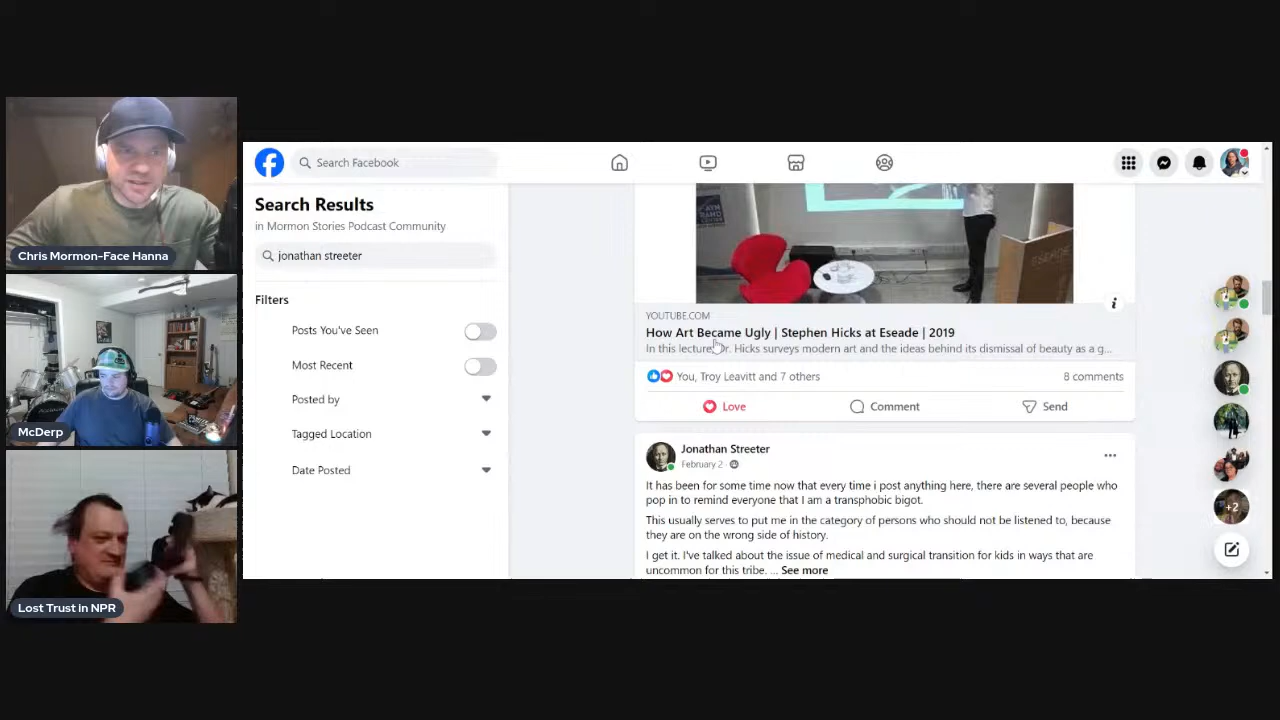 Chris Mormon-Face Hanna
McDerp
Lost Trust in NPR
Search Facebook
Search Results
in Mormon Stories Podcast Community
jonathan streeter
Filters
Posts You've Seen
Most Recent
Posted by
Tagged Location
Date Posted
AYN
RAND
CENTER
ESEADE
YOUTUBE.COM
How Art Became Ugly | Stephen Hicks at Eseade | 2019
In this lecture, Dr. Hicks surveys modern art and the ideas behind its dismissal of beauty as a g...
You, Troy Leavitt and 7 others
8 comments
Love
Comment
Send
Jonathan Streeter
February 2 ·
It has been for some time now that every time i post anything here, there are several people who
pop in to remind everyone that I am a transphobic bigot.
This usually serves to put me in the category of persons who should not be listened to, because
they are on the wrong side of history.
I get it. I've talked about the issue of medical and surgical transition for kids in ways that are
uncommon for this tribe. ... See more
+2